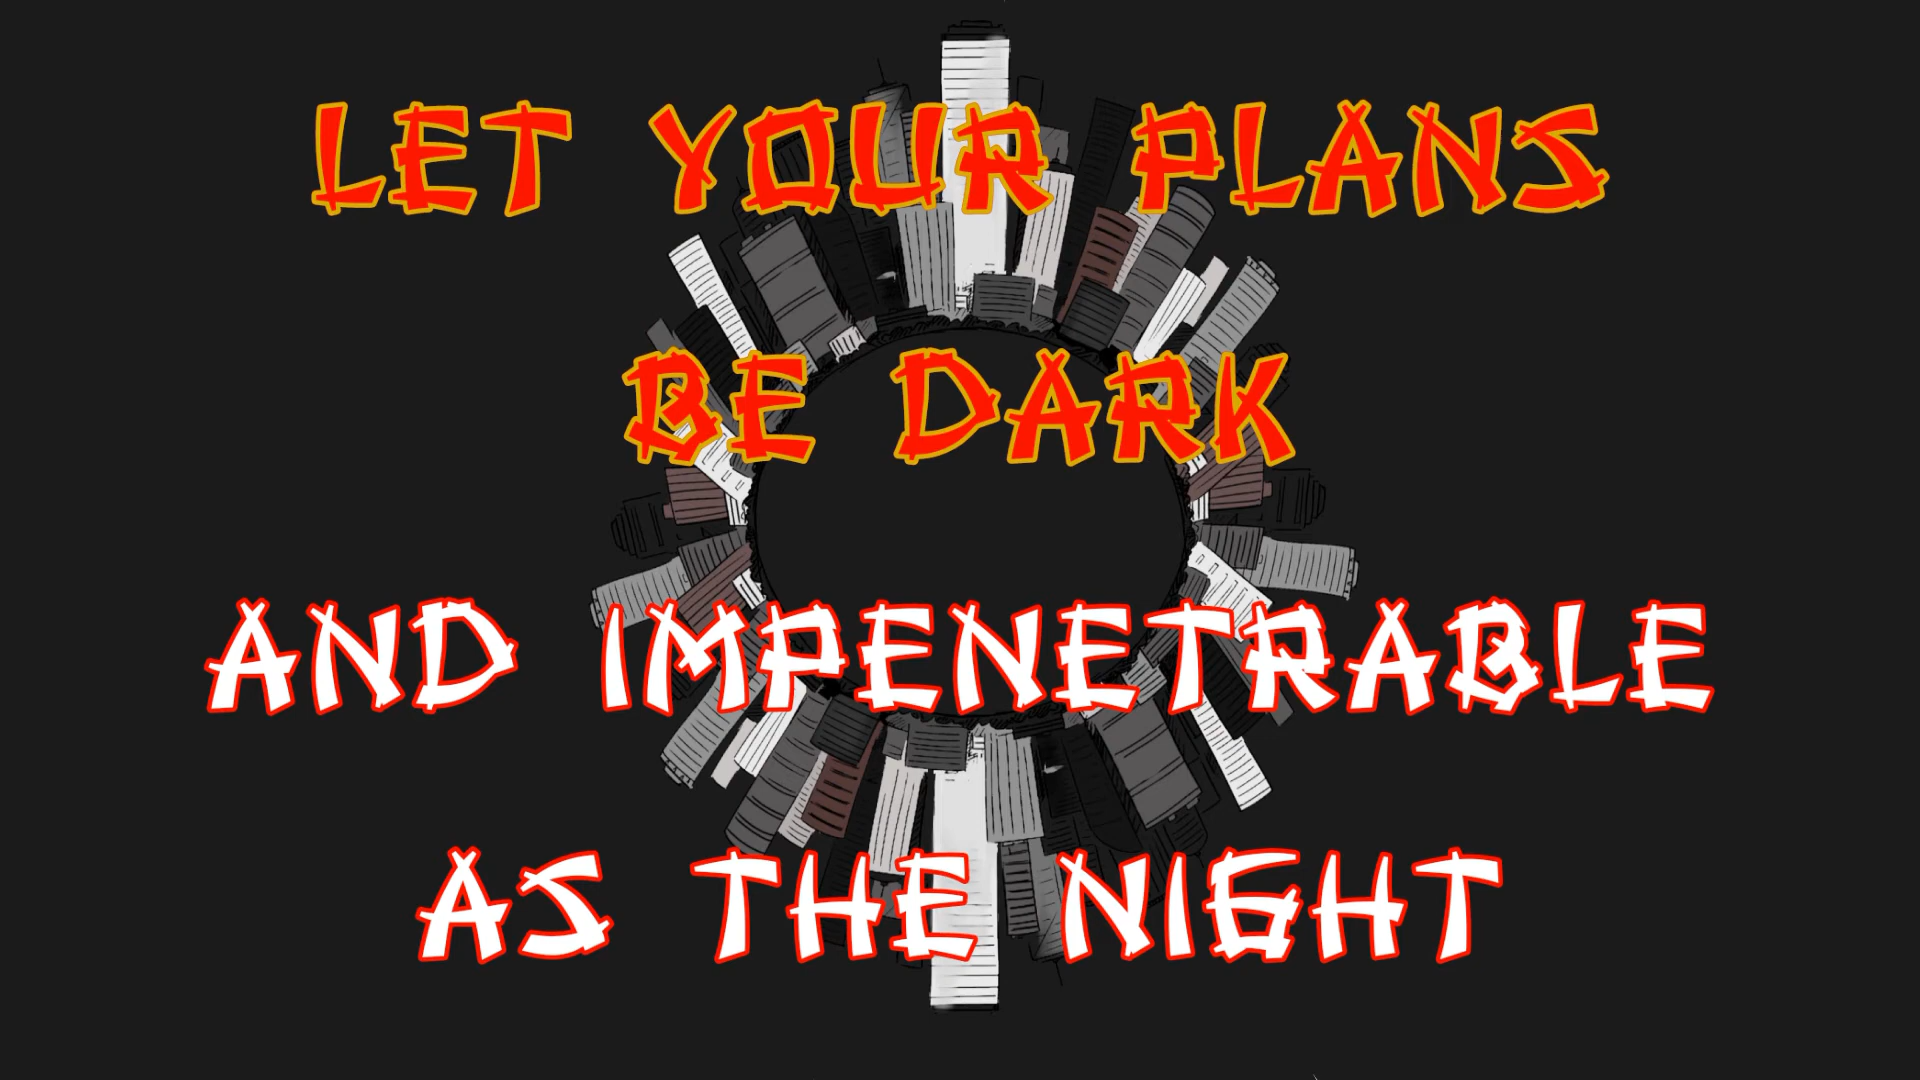 LET YOUR PLANS
BE DARK
AND IMPENETRABLE
AS THE NIGHT